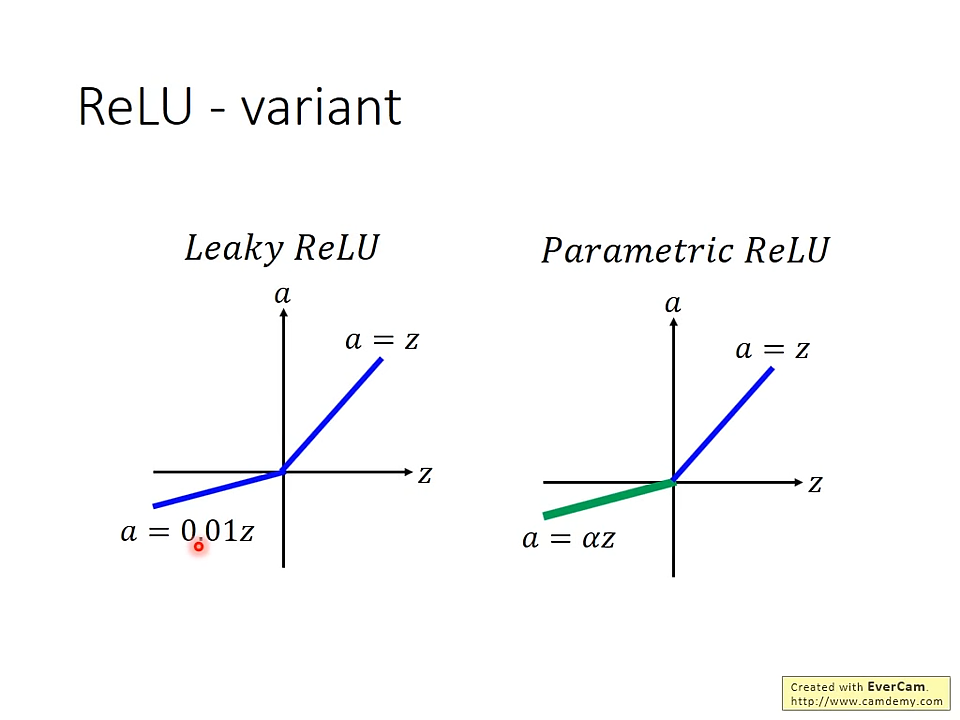 ReLU - variant
Leaky ReLU
a
a = z
z
a = 0.01z
Parametric ReLU
a
a = z
z
a = αz
Created with EverCam.
http://www.camdemy.com